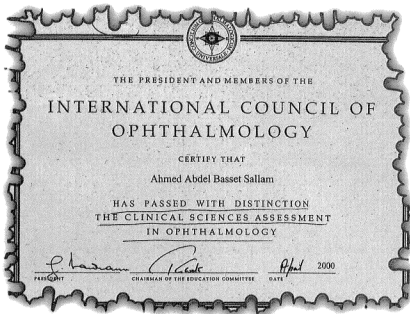 THE PRESIDENT AND MEMBERS OF THE
INTERNATIONAL COUNCIL OF
OPHTHALMOLOGY
CERTIFY THAT
Ahmed Abdel Basset Sallam
HAS PASSED WITH DISTINCTION
THE CLINICAL SCIENCES ASSESSMENT
IN OPHTHALMOLOGY
April 2000
PRESIDENT CHAIRMAN OF THE EDUCATION COMMITTEE DATE